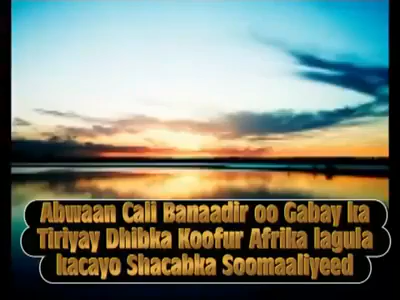 Abwaan Cali Banaadir oo Gabay ka
Tiriyay Dhibka Koofur Afrika lagula
kacayo Shacabka Soomaaliyeed